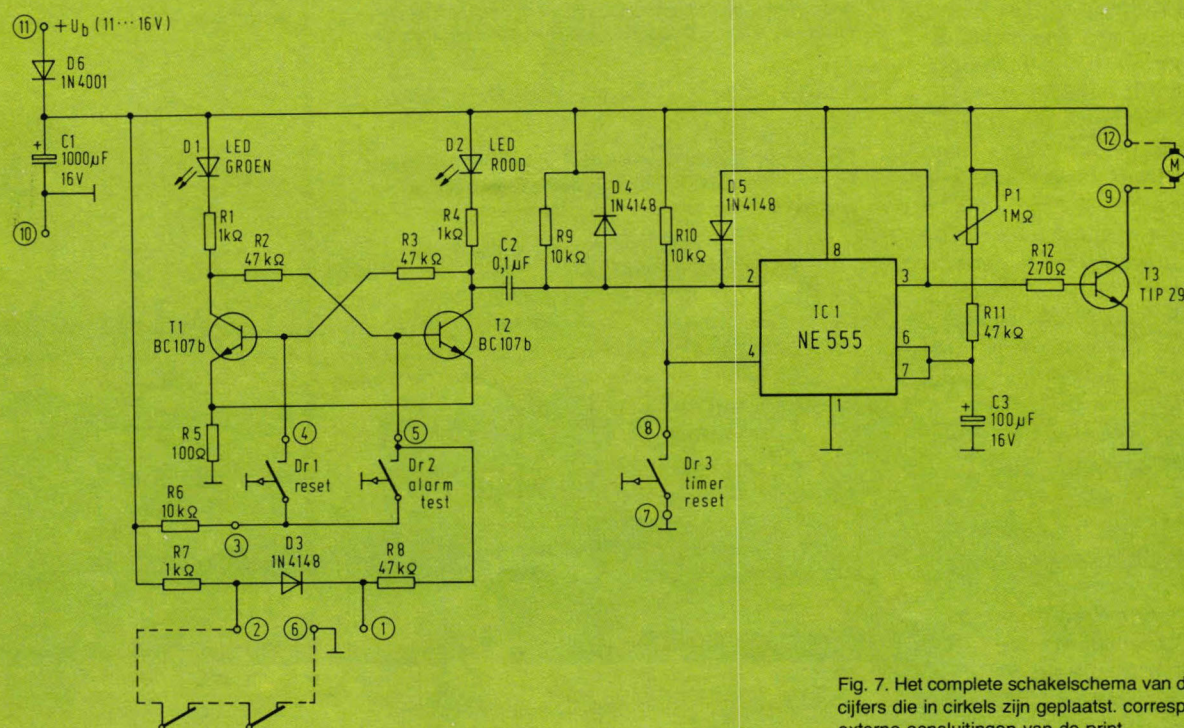 ⑪ +Ub (11···16V)
D6
1N4001
+ C1
1000µF
16V
⑩
D1 LED
GROEN
R1
1kΩ
R2
47kΩ
R3
47kΩ
D2 LED
ROOD
R4
1kΩ
C2
0,1µF
T1
BC107b
T2
BC107b
R5
100Ω
④
⑤
Dr1
reset
Dr2
alarm
test
R6
10kΩ
③
R7
1kΩ
D3
1N4148
R8
47kΩ
②
⑥
①
R9
10kΩ
D4
1N4148
R10
10kΩ
D5
1N4148
2
4
8
3
6
7
1
IC1
NE555
⑧
Dr3
timer
reset
⑦
P1
1MΩ
R11
47kΩ
+ C3
100µF
16V
R12
270Ω
T3
TIP 29
⑫
M
⑨
Fig. 7. Het complete schakelschema van d
cijfers die in cirkels zijn geplaatst. corresp